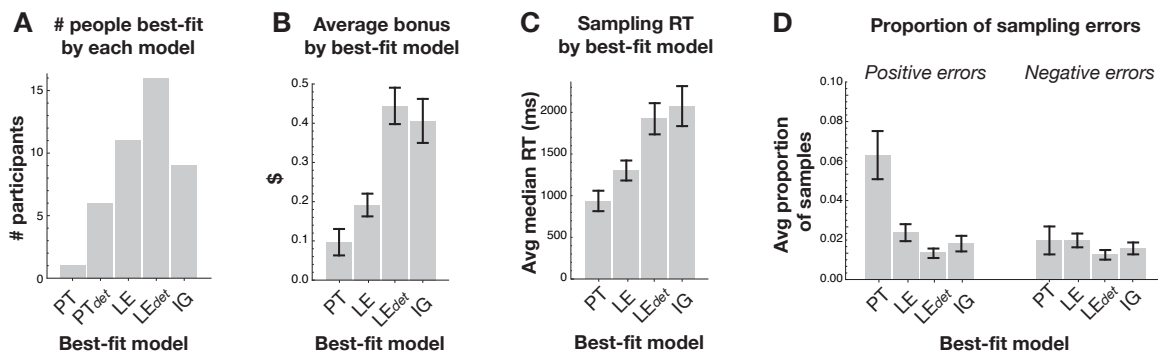 A # people best-fit
by each model
# participants
15
10
5
0
PT PTdet LE LEdet IG
Best-fit model
B Average bonus
by best-fit model
$
0.5
0.4
0.3
0.2
0.1
0.0
PT LE LEdet IG
Best-fit model
C Sampling RT
by best-fit model
Avg median RT (ms)
2000
1500
1000
500
0
PT LE LEdet IG
Best-fit model
D Proportion of sampling errors
Positive errors Negative errors
Avg proportion
of samples
0.10
0.08
0.06
0.04
0.02
0.00
PT LE LEdet IG PT LE LEdet IG
Best-fit model